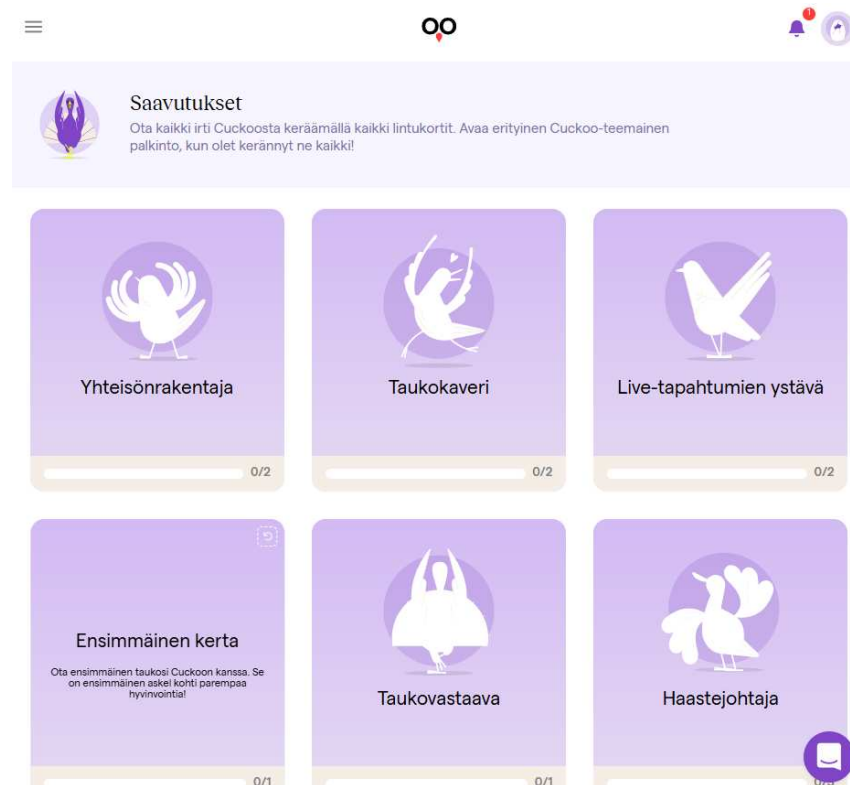 1
Saavutukset
Ota kaikki irti Cuckoosta keräämällä kaikki lintukortit. Avaa erityinen Cuckoo-teemainen
palkinto, kun olet kerännyt ne kaikki!
Yhteisönrakentaja
Taukokaveri
Live-tapahtumien ystävä
0/2
0/2
0/2
Ensimmäinen kerta
Ota ensimmäinen taukosi Cuckoon kanssa. Se
on ensimmäinen askel kohti parempaa
hyvinvointia!
Taukovastaava
Haastejohtaja
0/1
0/1